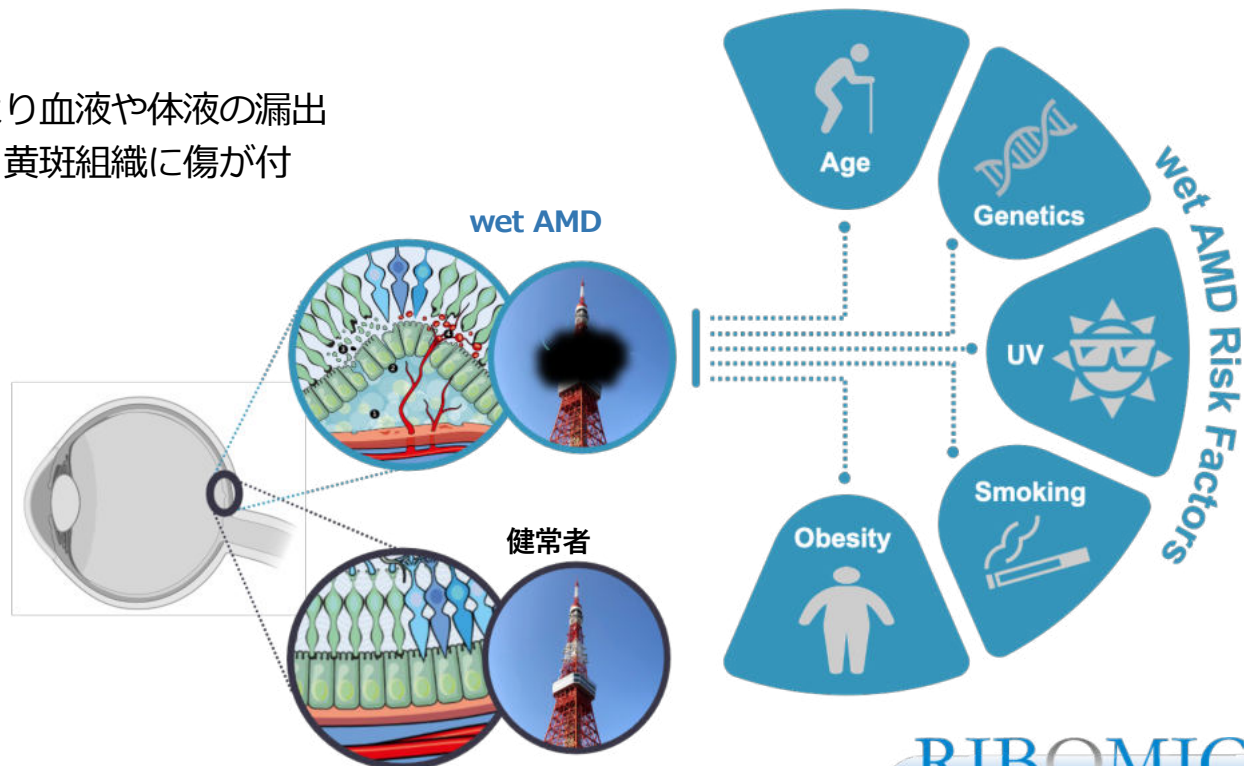 り血液や体液の漏出
黄斑組織に傷が付
wet AMD
健常者
Age
Genetics
UV
Smoking
Obesity
wet AMD Risk Factors
RIBOMIC